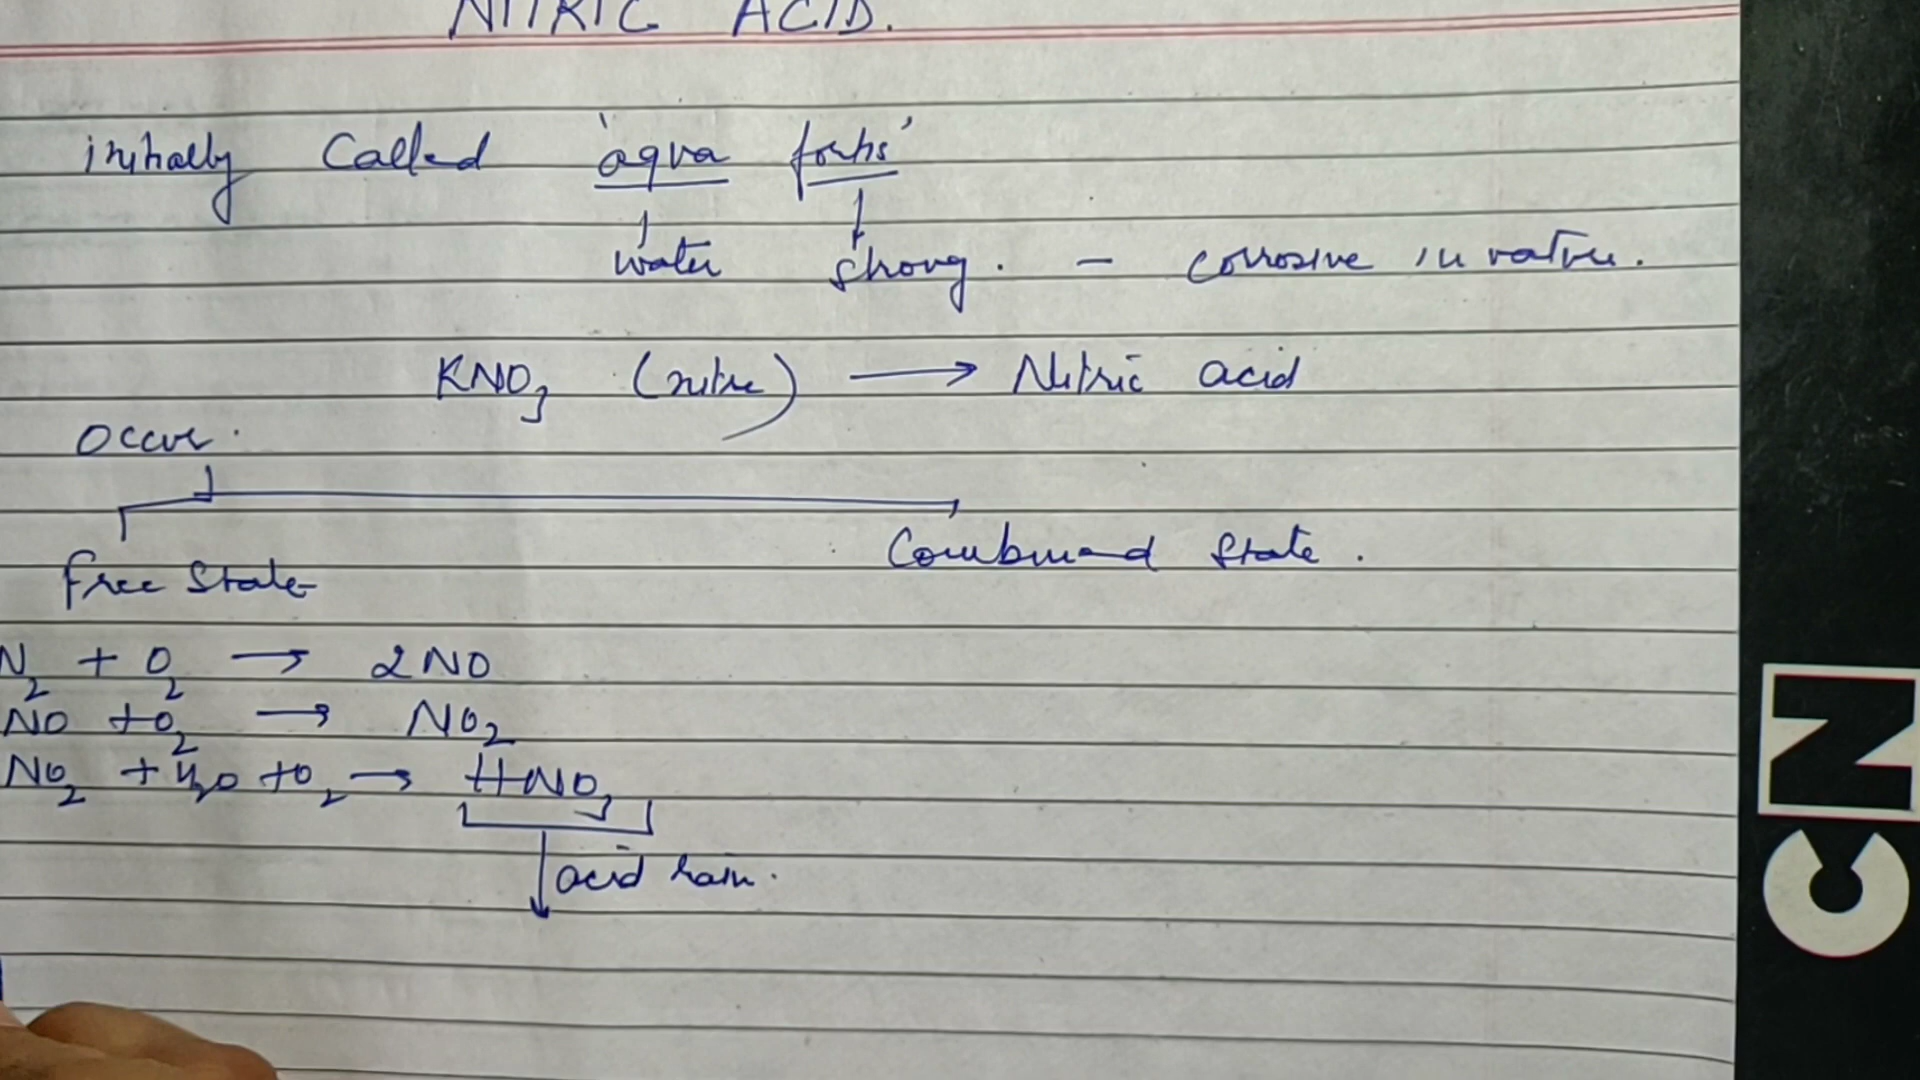 NITRIC ACID.
initially called 'aqua fortis'
water strong. - corrosive in nature.
KNO3 (nitre) → Nitric acid
Occur.
free state
Combined state.
N2 + O2 → 2NO
NO + O2 → NO2
NO2 + H2O + O2 → HNO3
acid rain.
CN